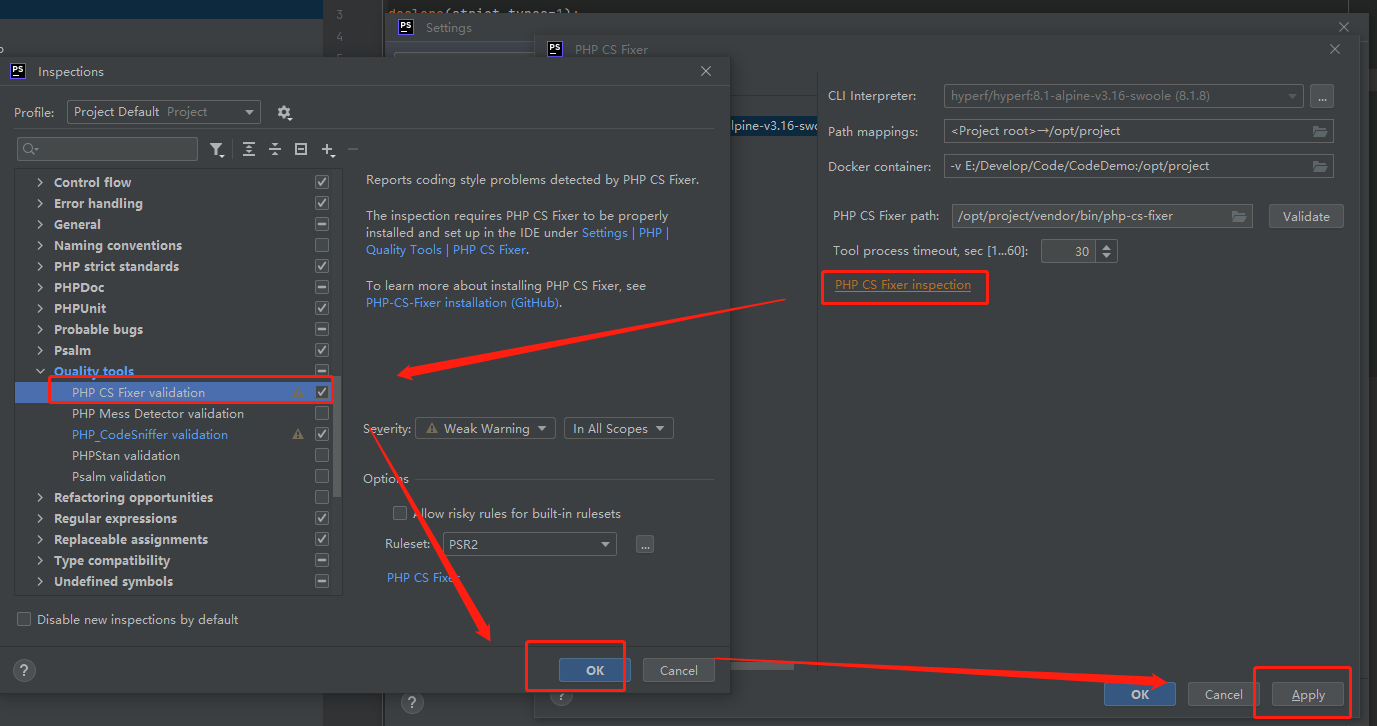 3
declare(strict_types=1);
4
PS Settings
PS PHP CS Fixer
PS Inspections
Profile: Project Default Project
Control flow
Error handling
General
Naming conventions
PHP strict standards
PHPDoc
PHPUnit
Probable bugs
Psalm
Quality tools
PHP CS Fixer validation
PHP Mess Detector validation
PHP_CodeSniffer validation
PHPStan validation
Psalm validation
Refactoring opportunities
Regular expressions
Replaceable assignments
Type compatibility
Undefined symbols
Disable new inspections by default
?
Reports coding style problems detected by PHP CS Fixer.
The inspection requires PHP CS Fixer to be properly
installed and set up in the IDE under Settings | PHP |
Quality Tools | PHP CS Fixer.
To learn more about installing PHP CS Fixer, see
PHP-CS-Fixer installation (GitHub).
Severity: Weak Warning In All Scopes
Options
Allow risky rules for built-in rulesets
Ruleset: PSR2 ...
PHP CS Fixer
OK Cancel
lpine-v3.16-swo
CLI Interpreter: hyperf/hyperf:8.1-alpine-v3.16-swoole (8.1.8) ...
Path mappings: <Project root>→/opt/project
Docker container: -v E:/Develop/Code/CodeDemo:/opt/project
PHP CS Fixer path: /opt/project/vendor/bin/php-cs-fixer Validate
Tool process timeout, sec [1...60]: 30
PHP CS Fixer inspection
? ?
OK Cancel Apply